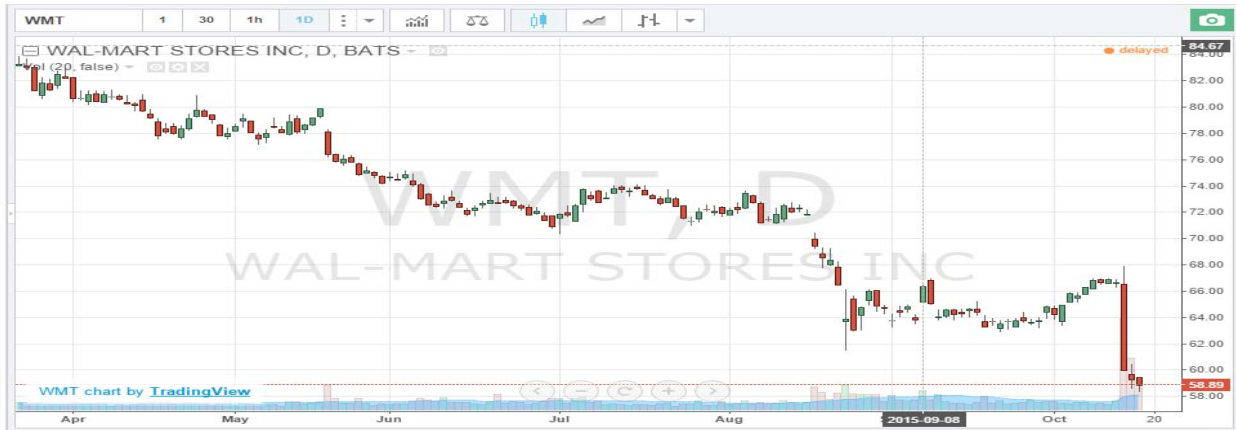 WMT 1 30 1h 1D
WAL-MART STORES INC, D, BATS
Vol (20, false)
delayed
84.67
84.00
82.00
80.00
78.00
76.00
74.00
72.00
70.00
68.00
66.00
64.00
62.00
60.00
58.89
58.00
WMT, D
WAL-MART STORES INC
WMT chart by TradingView
Apr May Jun Jul Aug 2015-09-08 Oct 20